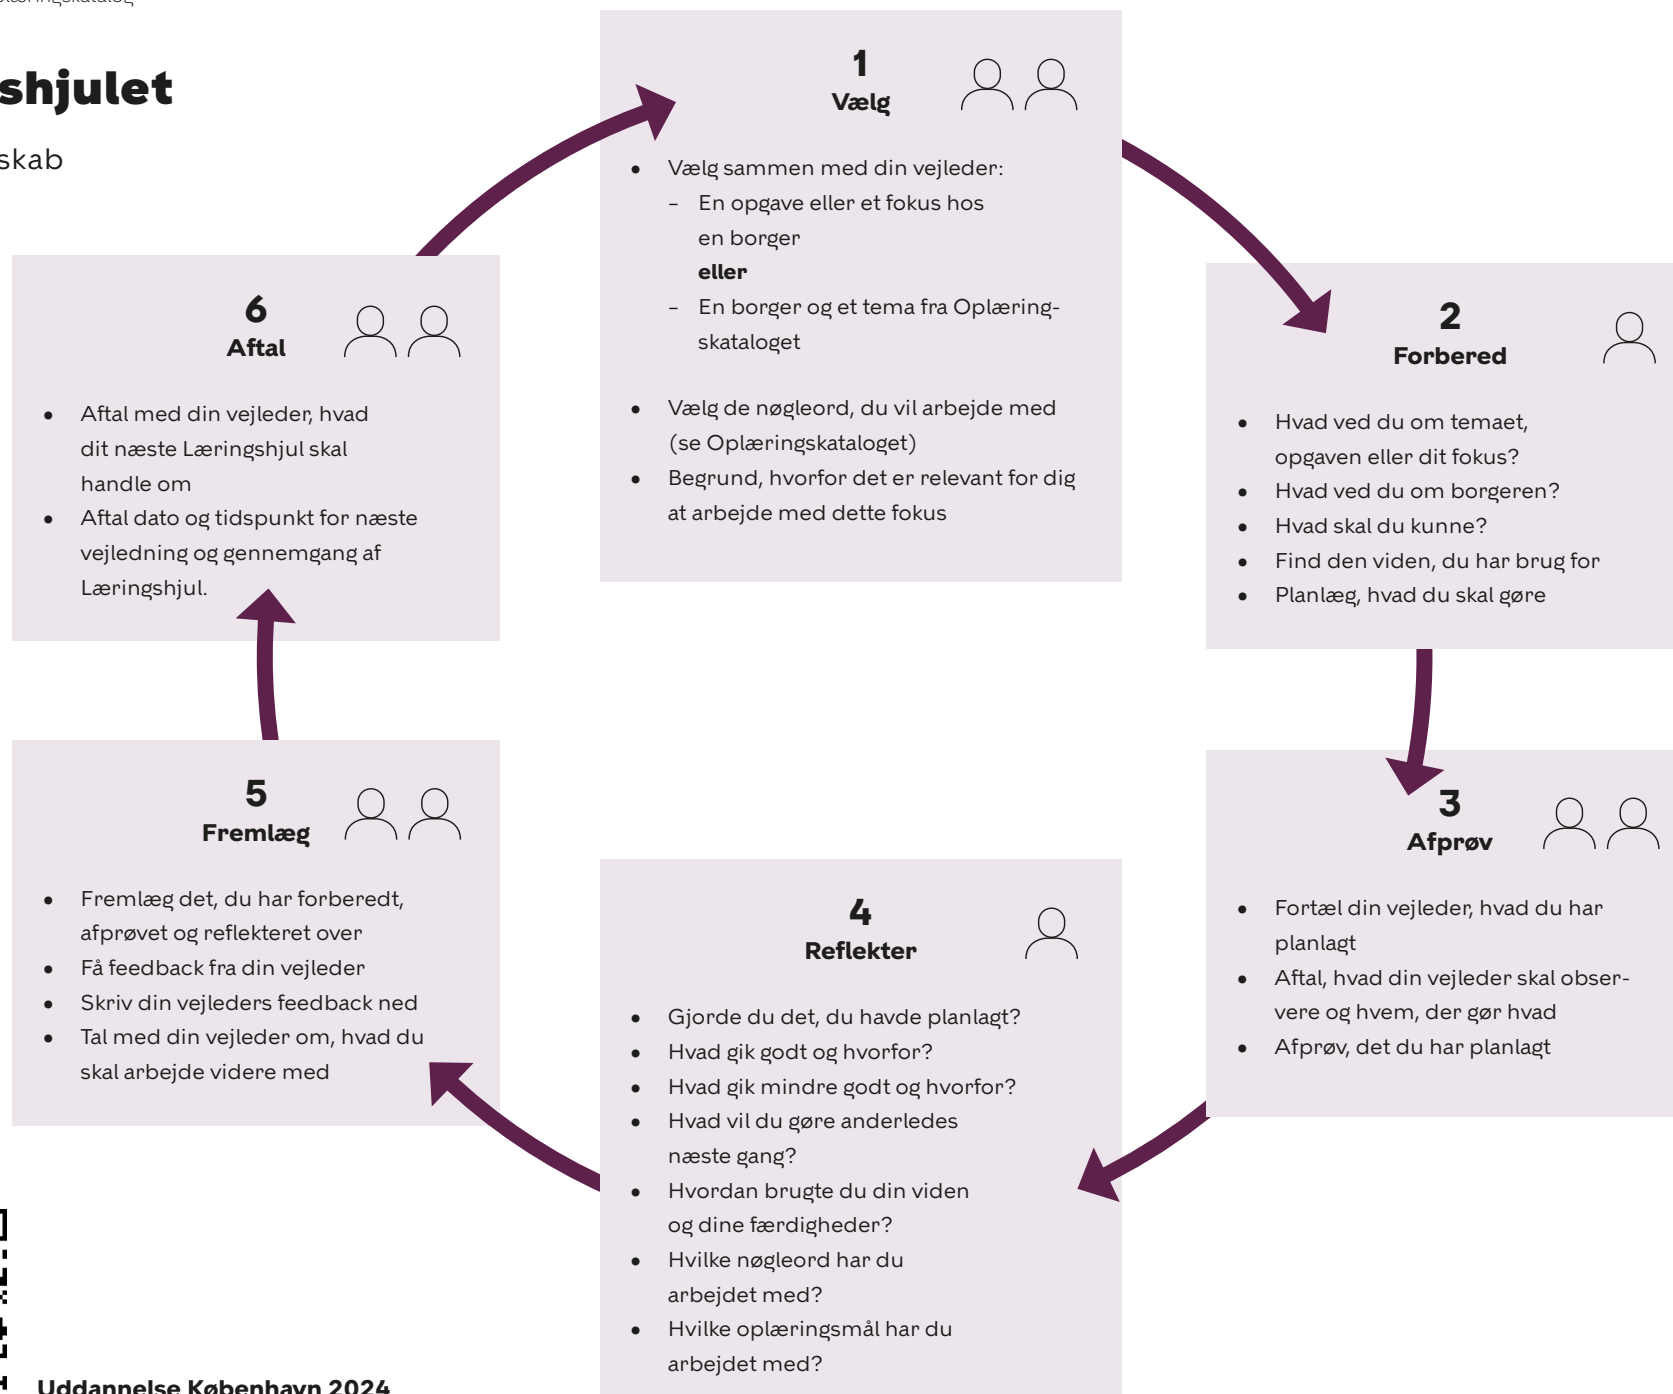 shjulet
skab
1
Vælg
• Vælg sammen med din vejleder:
– En opgave eller et fokus hos
en borger
eller
– En borger og et tema fra Oplæring-
skataloget
• Vælg de nøgleord, du vil arbejde med
(se Oplæringskataloget)
• Begrund, hvorfor det er relevant for dig
at arbejde med dette fokus
2
Forbered
• Hvad ved du om temaet,
opgaven eller dit fokus?
• Hvad ved du om borgeren?
• Hvad skal du kunne?
• Find den viden, du har brug for
• Planlæg, hvad du skal gøre
3
Afprøv
• Fortæl din vejleder, hvad du har
planlagt
• Aftal, hvad din vejleder skal obser-
vere og hvem, der gør hvad
• Afprøv, det du har planlagt
4
Reflekter
• Gjorde du det, du havde planlagt?
• Hvad gik godt og hvorfor?
• Hvad gik mindre godt og hvorfor?
• Hvad vil du gøre anderledes
næste gang?
• Hvordan brugte du din viden
og dine færdigheder?
• Hvilke nøgleord har du
arbejdet med?
• Hvilke oplæringsmål har du
arbejdet med?
5
Fremlæg
• Fremlæg det, du har forberedt,
afprøvet og reflekteret over
• Få feedback fra din vejleder
• Skriv din vejleders feedback ned
• Tal med din vejleder om, hvad du
skal arbejde videre med
6
Aftal
• Aftal med din vejleder, hvad
dit næste Læringshjul skal
handle om
• Aftal dato og tidspunkt for næste
vejledning og gennemgang af
Læringshjul.
Uddannelse København 2024